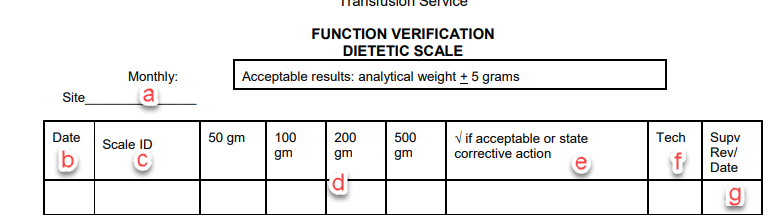 Transfusion Service
FUNCTION VERIFICATION
DIETETIC SCALE
Monthly:
Acceptable results: analytical weight ± 5 grams
Site__________ a
Date b
Scale ID c
50 gm
100
gm
200
gm d
500
gm
√ if acceptable or state
corrective action e
Tech f
Supv
Rev/
Date
g